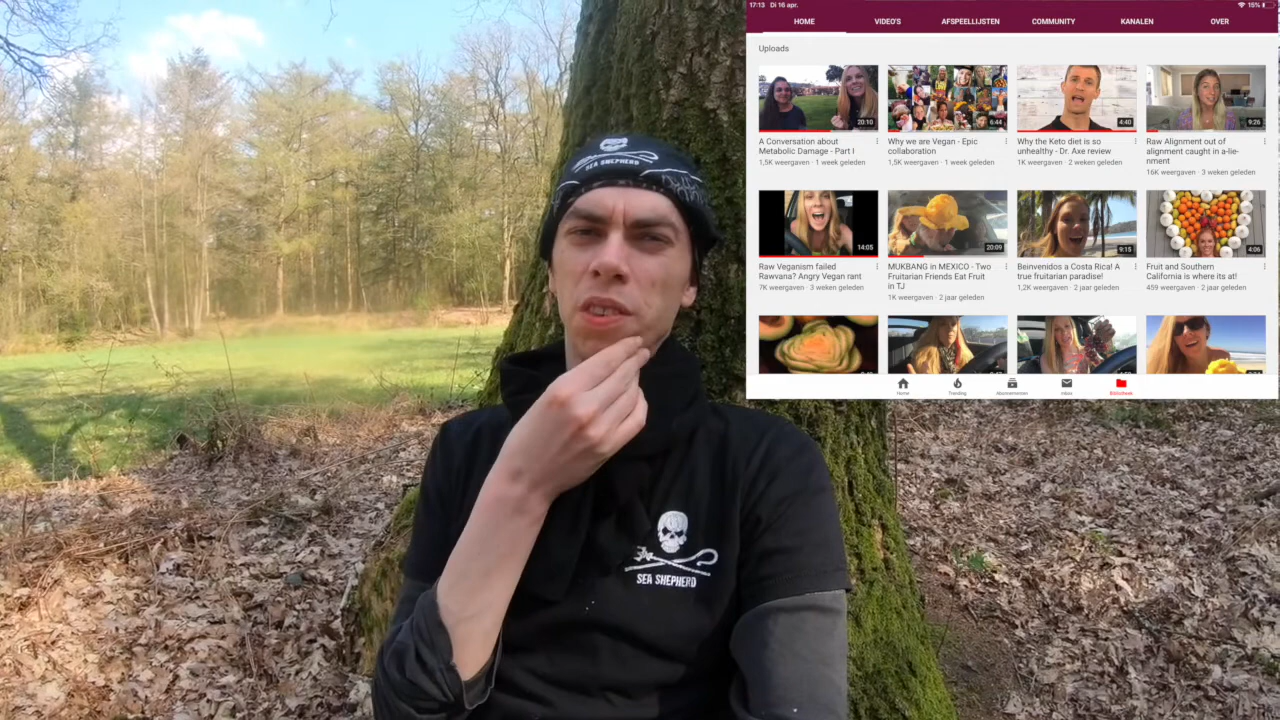 17:13 Di 16 apr.
15%
HOME VIDEO'S AFSPEELLIJSTEN COMMUNITY KANALEN OVER
Uploads
20:10
6:44
4:40
9:26
A Conversation about
Metabolic Damage - Part I
1,5K weergaven · 1 week geleden
Why we are Vegan - Epic
collaboration
1,5K weergaven · 1 week geleden
Why the Keto diet is so
unhealthy - Dr. Axe review
1K weergaven · 2 weken geleden
Raw Alignment out of
alignment caught in a-lie-
nment
16K weergaven · 3 weken geleden
14:05
20:09
9:15
4:06
Raw Veganism failed
Rawvana? Angry Vegan rant
7K weergaven · 3 weken geleden
MUKBANG in MEXICO - Two
Fruitarian Friends Eat Fruit
in TJ
1K weergaven · 2 jaar geleden
Beinvenidos a Costa Rica! A
true fruitarian paradise!
1,2K weergaven · 2 jaar geleden
Fruit and Southern
California is where its at!
459 weergaven · 2 jaar geleden
Home Trending Abonnementen Inbox Bibliotheek
SEA SHEPHERD
SEA SHEPHERD